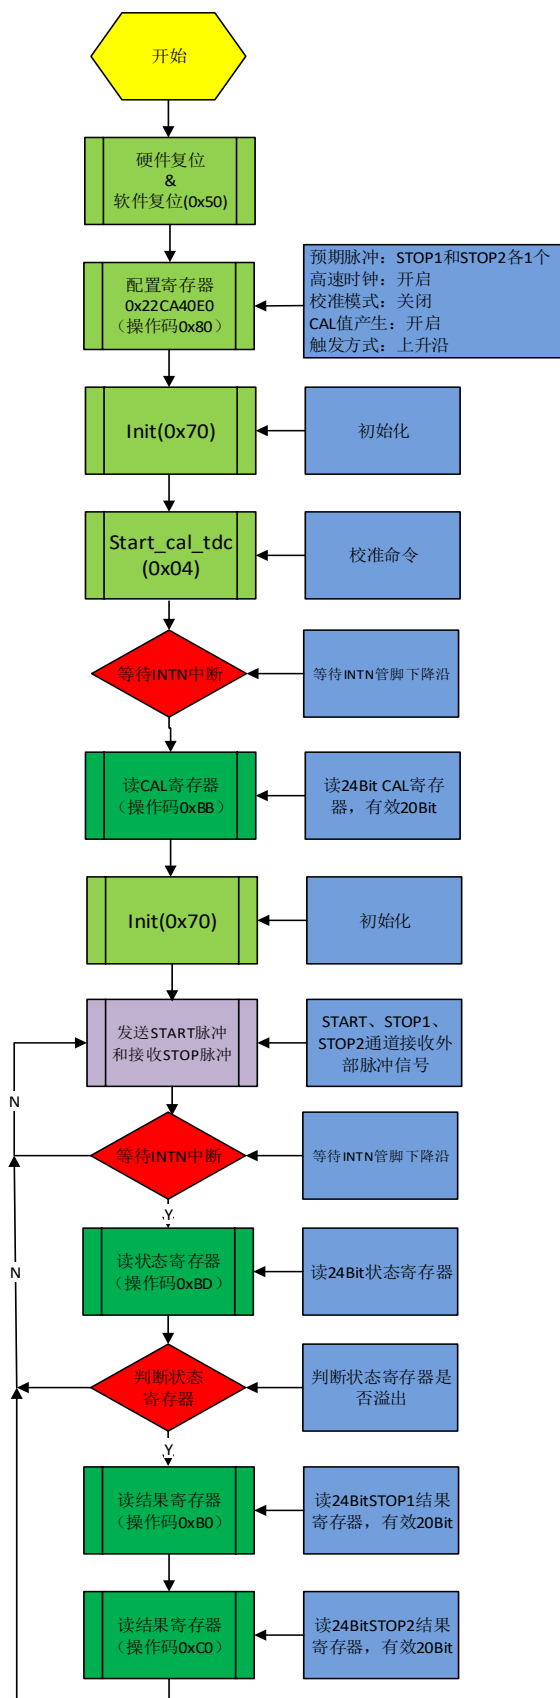 开始
硬件复位
&
软件复位(0x50)
配置寄存器
0x22CA40E0
（操作码0x80）
预期脉冲：STOP1和STOP2各1个
高速时钟：开启
校准模式：关闭
CAL值产生：开启
触发方式：上升沿
Init(0x70)
初始化
Start_cal_tdc
(0x04)
校准命令
等待INTN中断
等待INTN管脚下降沿
读CAL寄存器
（操作码0xBB）
读24Bit CAL寄存
器，有效20Bit
Init(0x70)
初始化
发送START脉冲
和接收STOP脉冲
START、STOP1、
STOP2通道接收外
部脉冲信号
N
等待INTN中断
等待INTN管脚下降沿
Y
读状态寄存器
（操作码0xBD）
读24Bit状态寄存器
N
判断状态
寄存器
判断状态寄存器是
否溢出
Y
读结果寄存器
（操作码0xB0）
读24BitSTOP1结果
寄存器，有效20Bit
读结果寄存器
（操作码0xC0）
读24BitSTOP2结果
寄存器，有效20Bit